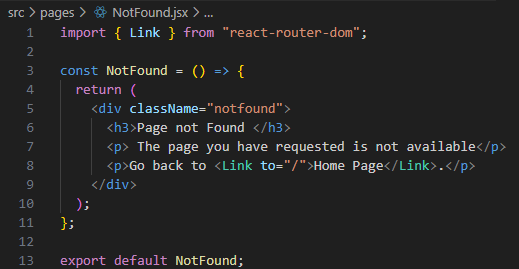 src > pages > NotFound.jsx > ...
1 import { Link } from "react-router-dom";
2
3 const NotFound = () => {
4   return (
5     <div className="notfound">
6       <h3>Page not Found </h3>
7       <p> The page you have requested is not available</p>
8       <p>Go back to <Link to="/">Home Page</Link>.</p>
9     </div>
10   );
11 };
12
13 export default NotFound;